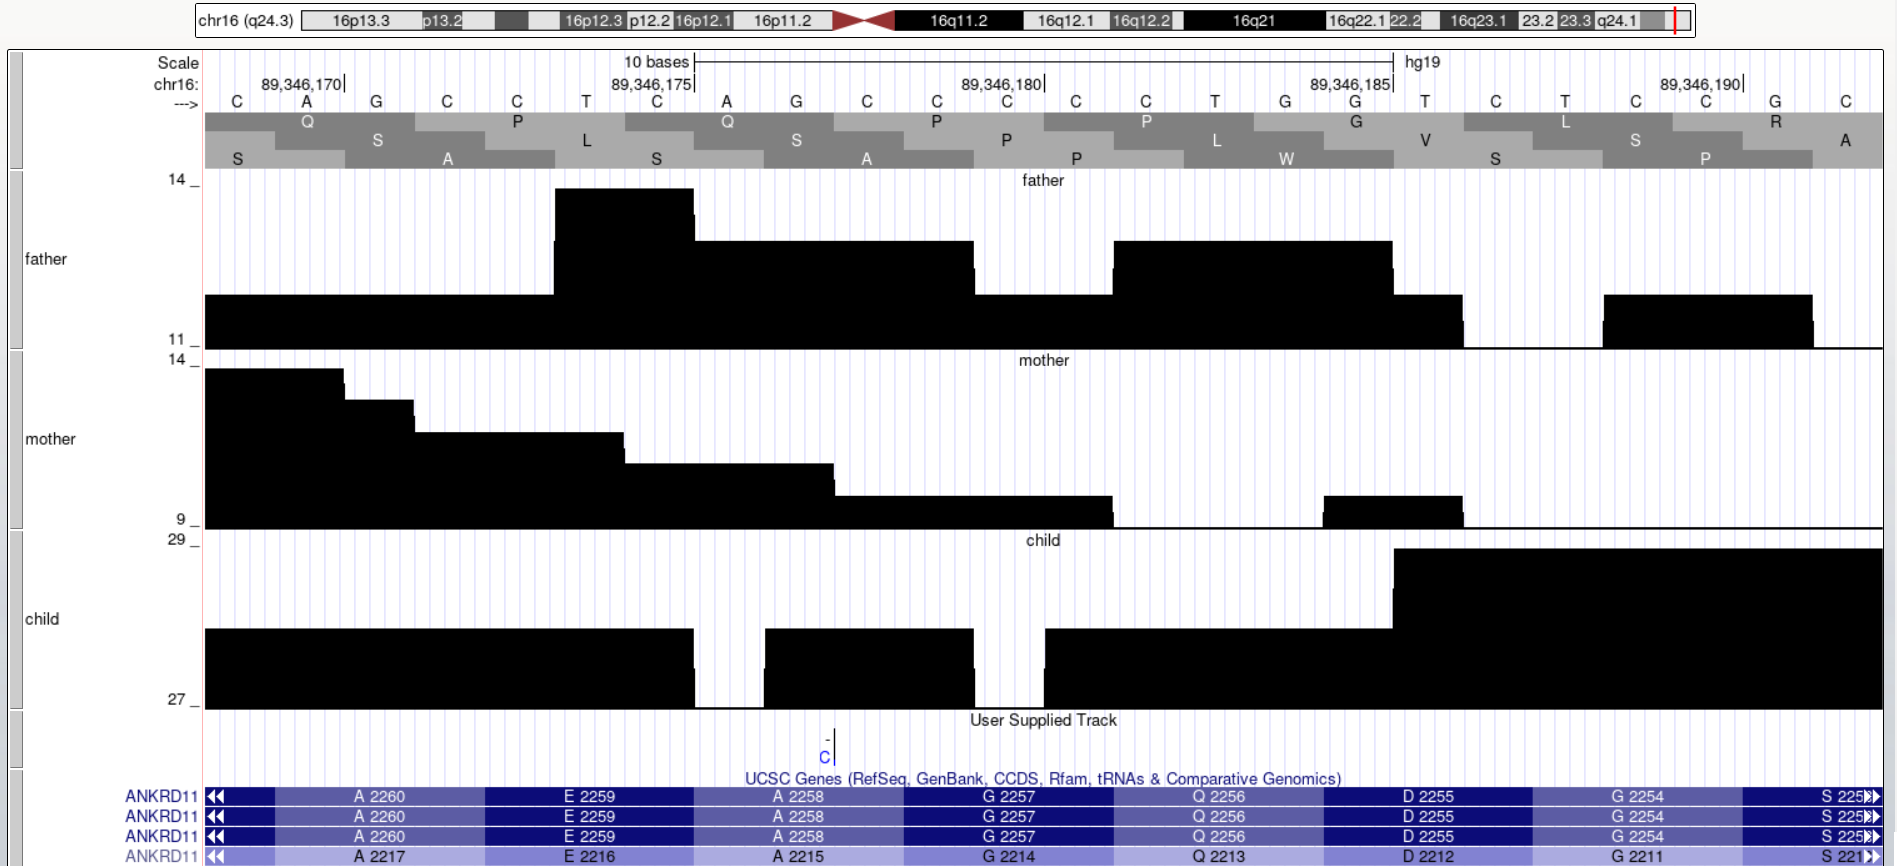 chr16 (q24.3) 16p13.3 p13.2 16p12.3 p12.2 16p12.1 16p11.2 16q11.2 16q12.1 16q12.2 16q21 16q22.1 22.2 16q23.1 23.2 23.3 q24.1
Scale 10 bases hg19
chr16: 89,346,170 89,346,175 89,346,180 89,346,185 89,346,190
---> C A G C C T C A G C C C C C T G G T C T C C G C
Q P Q P P G L R
S L S P L V S A
S A S A P W S P
14 _ father
father
11 _
14 _ mother
mother
9 _
29 _ child
child
27 _
User Supplied Track
-
C
UCSC Genes (RefSeq, GenBank, CCDS, Rfam, tRNAs & Comparative Genomics)
ANKRD11 A 2260 E 2259 A 2258 G 2257 Q 2256 D 2255 G 2254 S 225
ANKRD11 A 2260 E 2259 A 2258 G 2257 Q 2256 D 2255 G 2254 S 225
ANKRD11 A 2260 E 2259 A 2258 G 2257 Q 2256 D 2255 G 2254 S 225
ANKRD11 A 2217 E 2216 A 2215 G 2214 Q 2213 D 2212 G 2211 S 221